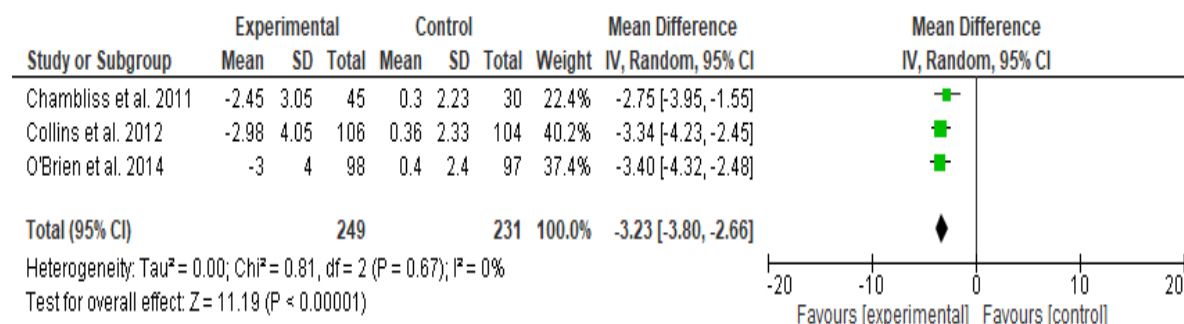 Experimental Control Mean Difference Mean Difference
Study or Subgroup Mean SD Total Mean SD Total Weight IV, Random, 95% CI IV, Random, 95% CI
Chambliss et al. 2011 -2.45 3.05 45 0.3 2.23 30 22.4% -2.75 [-3.95, -1.55]
Collins et al. 2012 -2.98 4.05 106 0.36 2.33 104 40.2% -3.34 [-4.23, -2.45]
O'Brien et al. 2014 -3 4 98 0.4 2.4 97 37.4% -3.40 [-4.32, -2.48]
Total (95% CI) 249 231 100.0% -3.23 [-3.80, -2.66]
Heterogeneity: Tau² = 0.00; Chi² = 0.81, df = 2 (P = 0.67); I² = 0%
Test for overall effect: Z = 11.19 (P < 0.00001)
-20 -10 0 10 20
Favours [experimental] Favours [control]